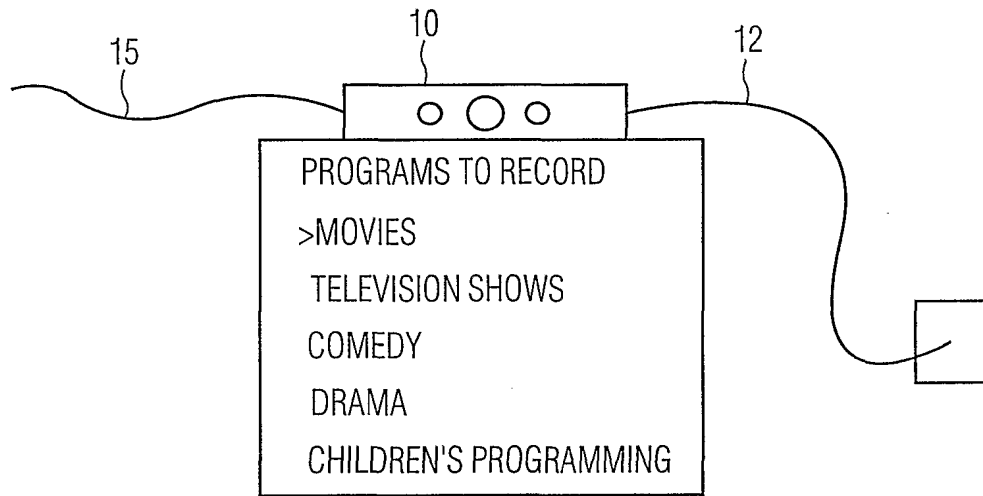 15
10
12
PROGRAMS TO RECORD
>MOVIES
TELEVISION SHOWS
COMEDY
DRAMA
CHILDREN'S PROGRAMMING